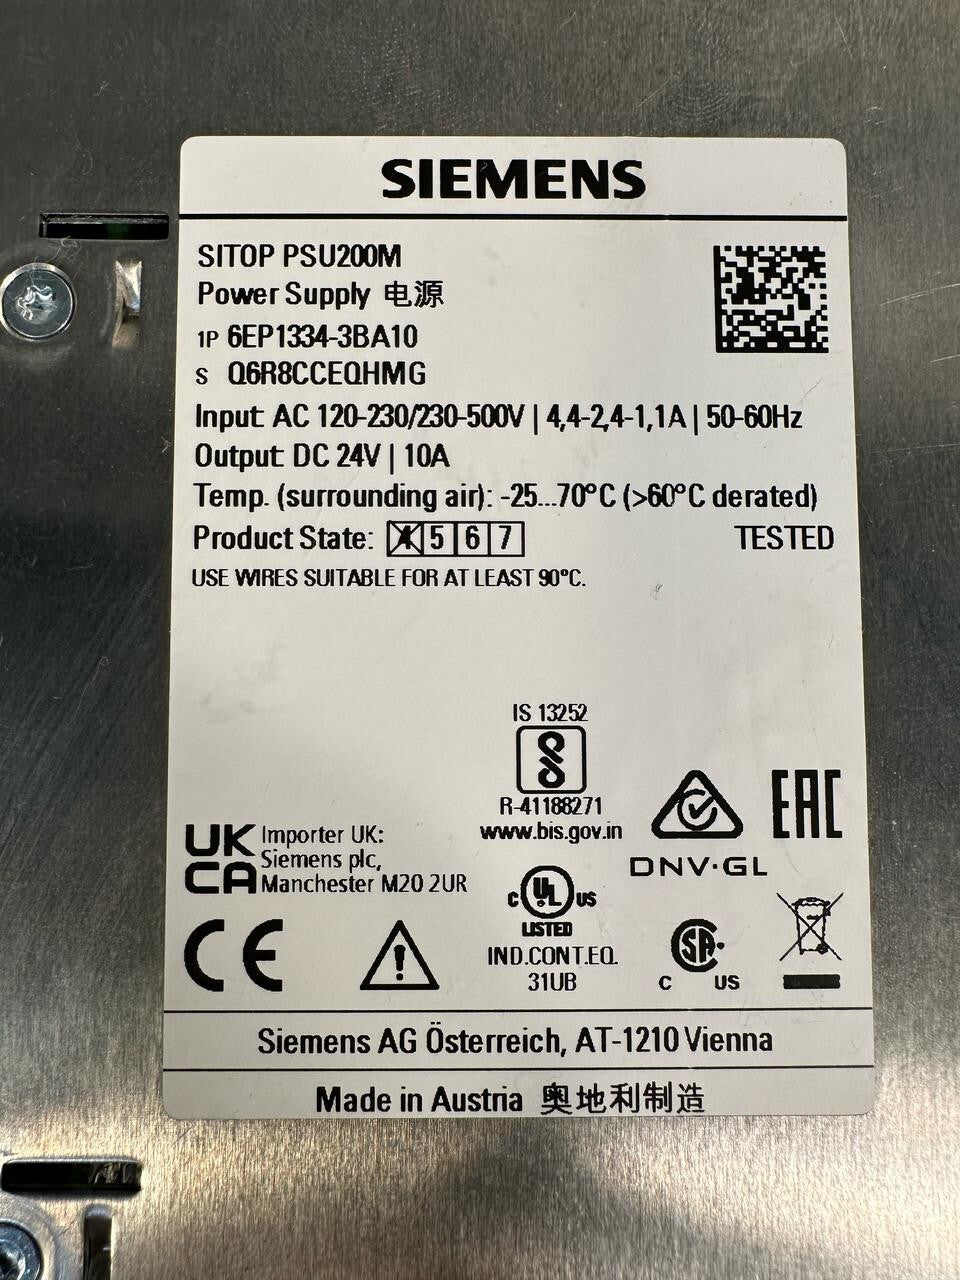 SIEMENS
SITOP PSU200M
Power Supply 电源
1P 6EP1334-3BA10
S Q6R8CCEQHMG
Input: AC 120-230/230-500V | 4,4-2,4-1,1A | 50-60Hz
Output: DC 24V | 10A
Temp. (surrounding air): -25...70°C (>60°C derated)
Product State: 4 5 6 7 TESTED
USE WIRES SUITABLE FOR AT LEAST 90°C.
IS 13252
R-41188271
www.bis.gov.in
EAC
DNV·GL
UK
CA
Importer UK:
Siemens plc,
Manchester M20 2UR
C UL US
LISTED
IND.CONT.EQ.
31UB
CE
C SA US
Siemens AG Österreich, AT-1210 Vienna
Made in Austria 奥地利制造